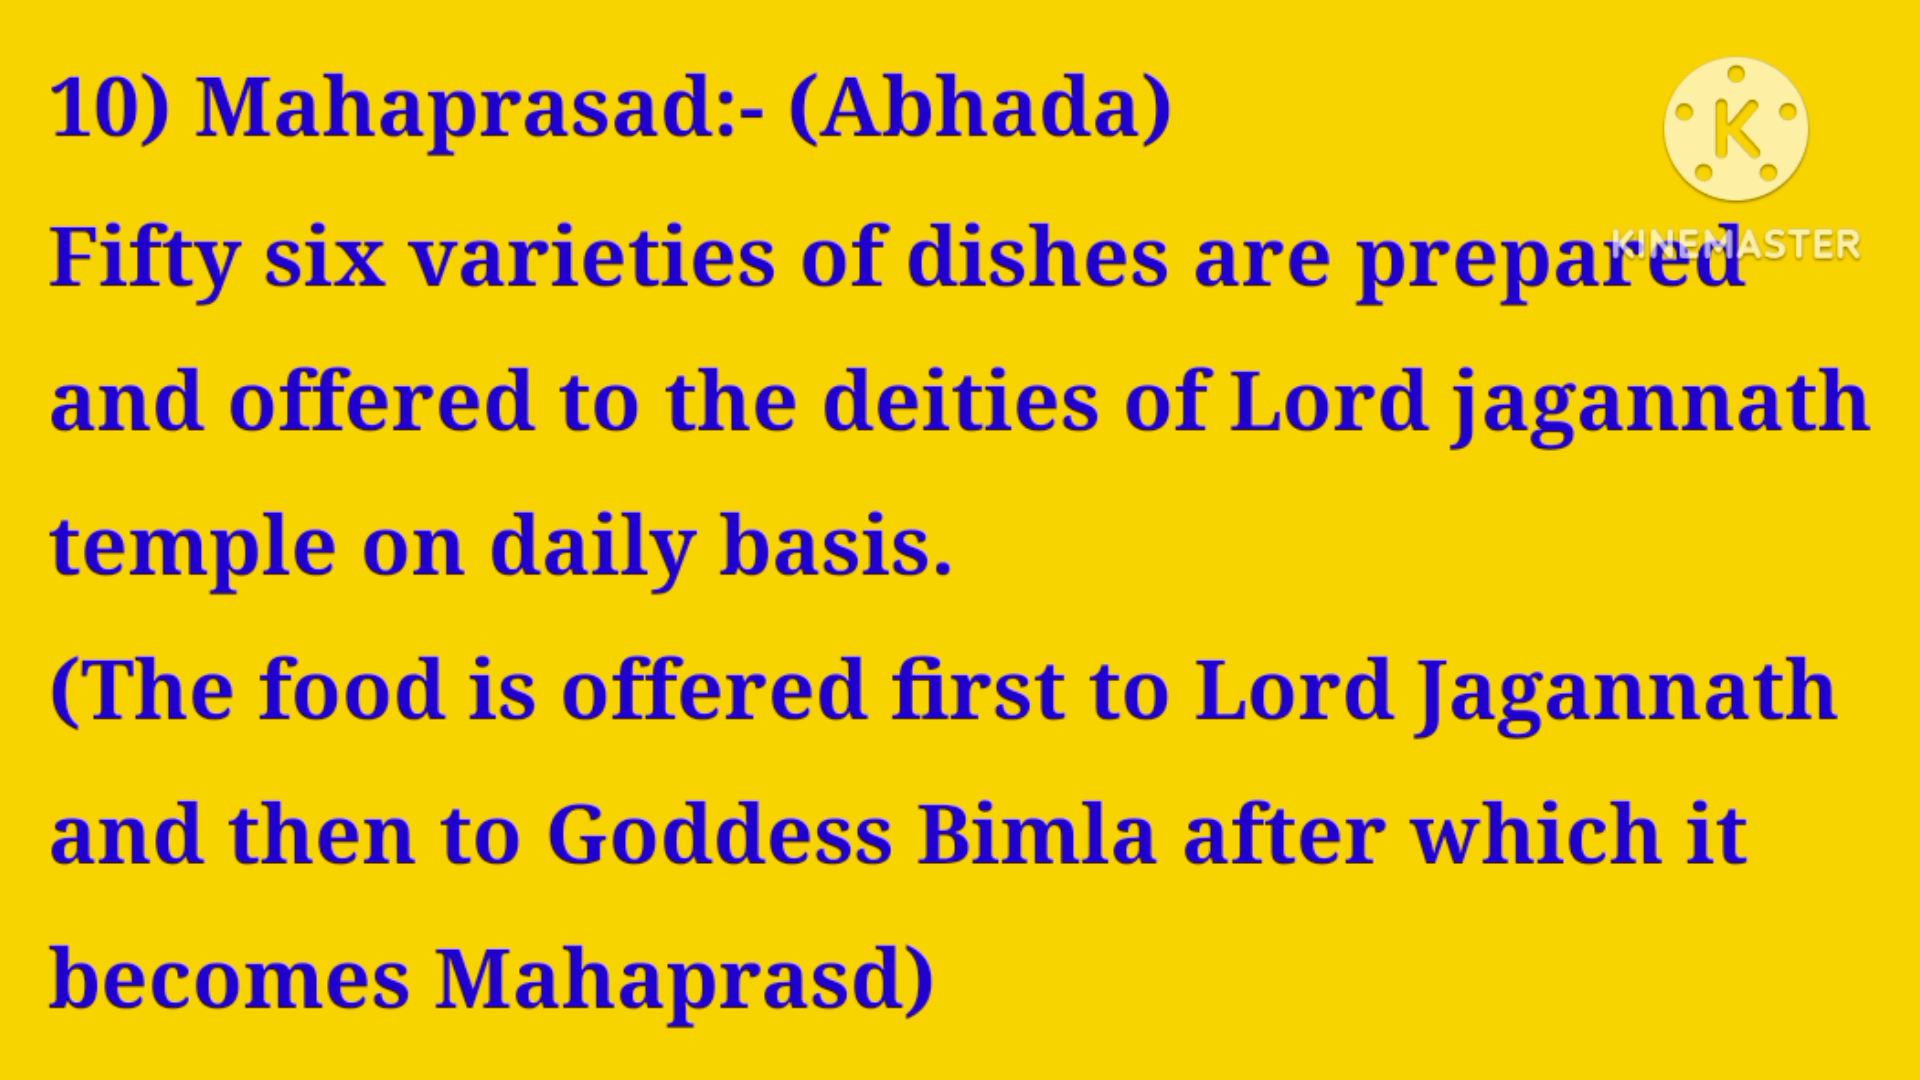 10) Mahaprasad:- (Abhada)
K
KINEMASTER
Fifty six varieties of dishes are prepared
and offered to the deities of Lord jagannath
temple on daily basis.
(The food is offered first to Lord Jagannath
and then to Goddess Bimla after which it
becomes Mahaprasd)